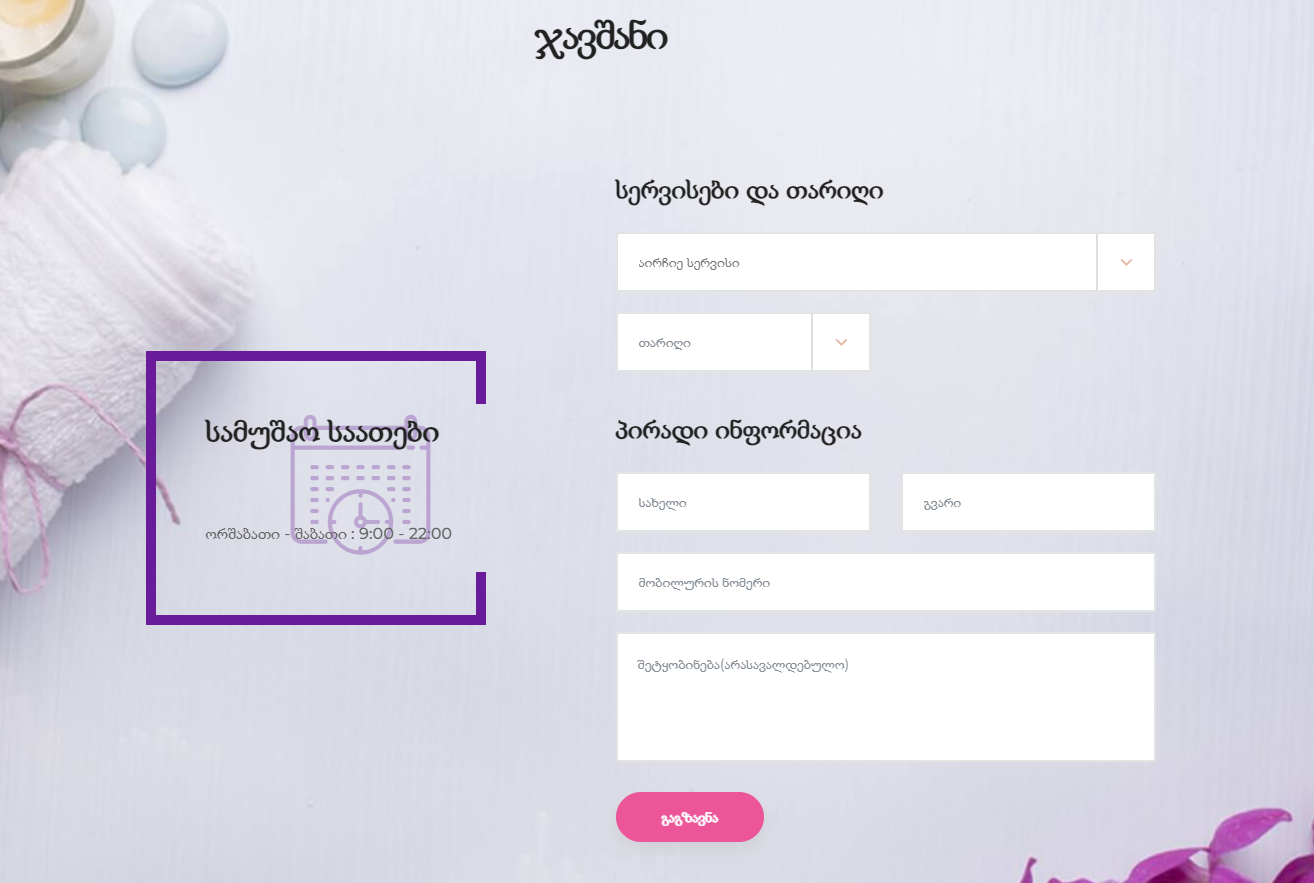 ჯავშანი
სერვისები და თარიღი
აირჩიე სერვისი
თარიღი
სამუშაო საათები
ორშაბათი - შაბათი : 9:00 - 22:00
პირადი ინფორმაცია
სახელი
გვარი
მობილურის ნომერი
შეტყობინება(არასავალდებულო)
გაგზავნა